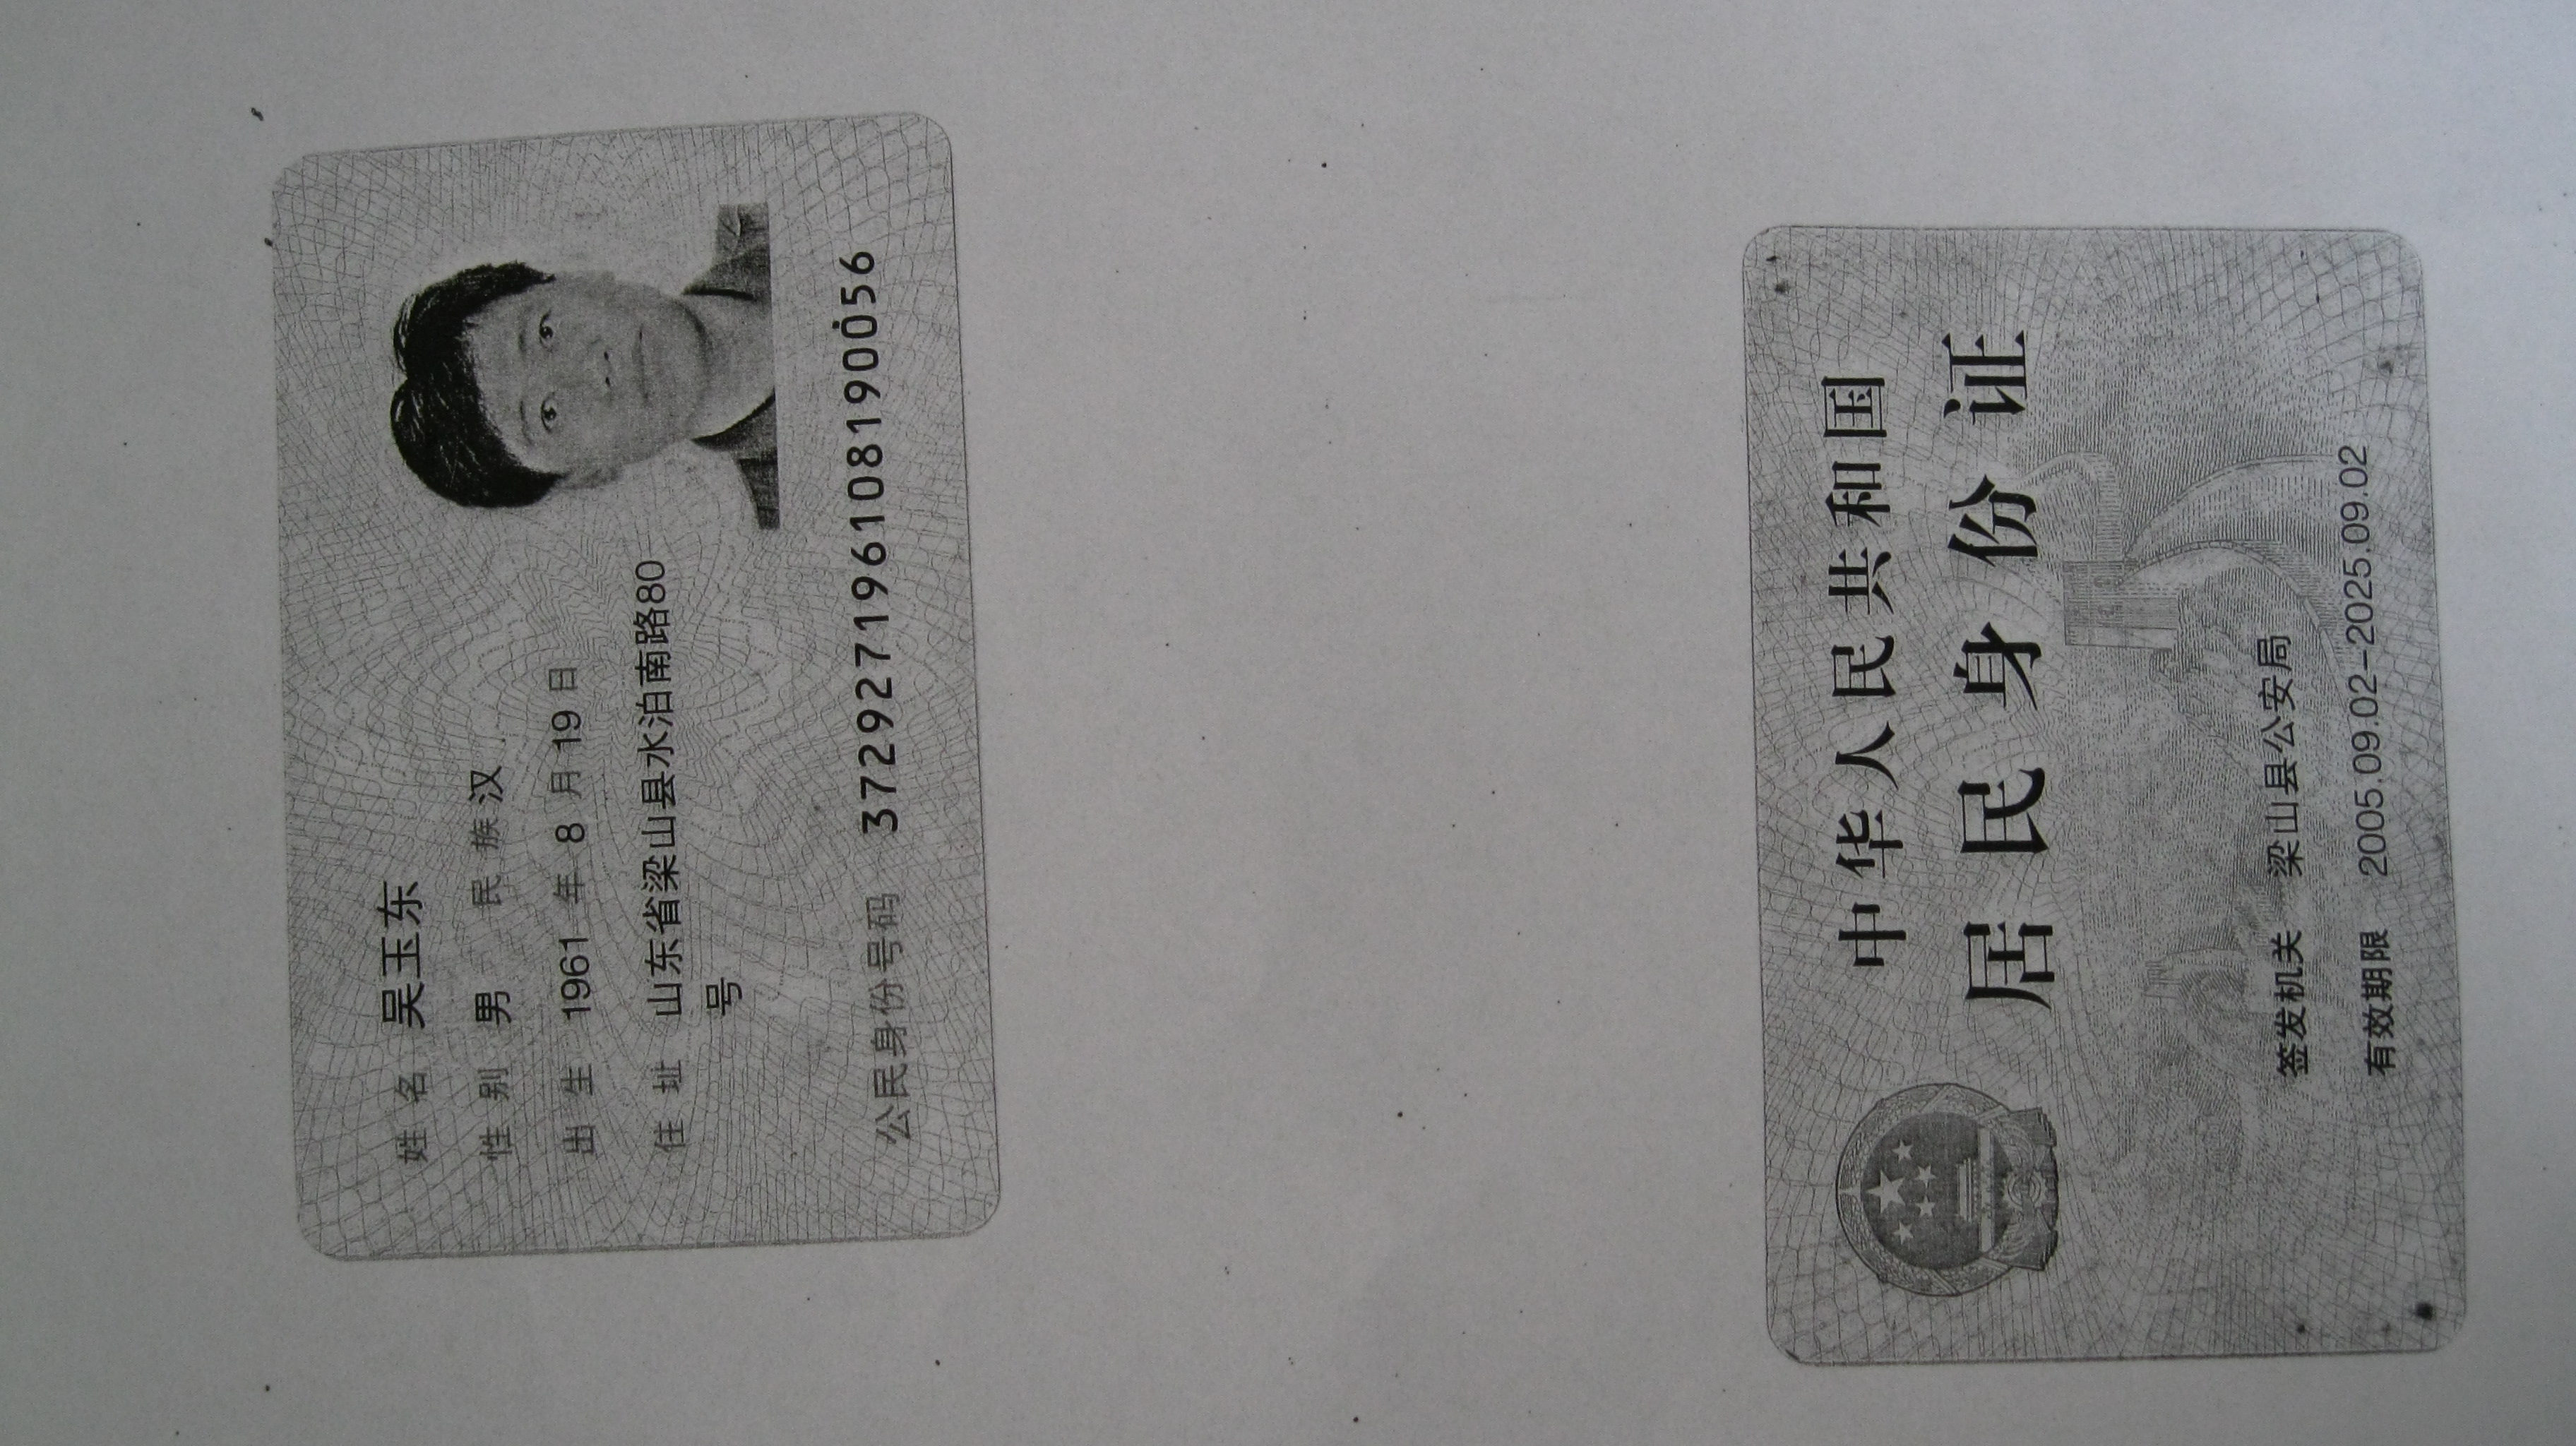 姓名 吴玉东
性别 男 民族 汉
出生 1961 年 8 月 19 日
住址 山东省梁山县水泊南路80
号
公民身份号码 372927196108190056
中华人民共和国
居民身份证
签发机关 梁山县公安局
有效期限 2005.09.02-2025.09.02